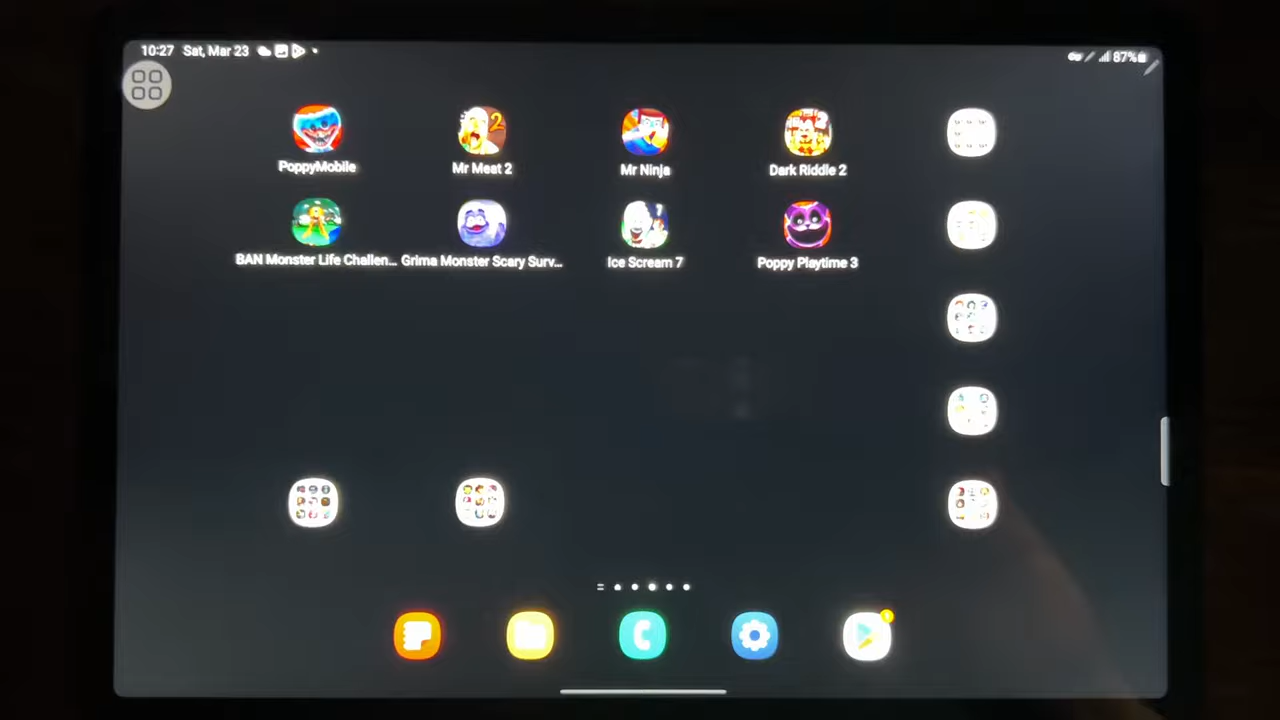 10:27 Sat, Mar 23
87%
PoppyMobile
Mr Meat 2
Mr Ninja
Dark Riddle 2
BAN Monster Life Challen...
Grima Monster Scary Surv...
Ice Scream 7
Poppy Playtime 3